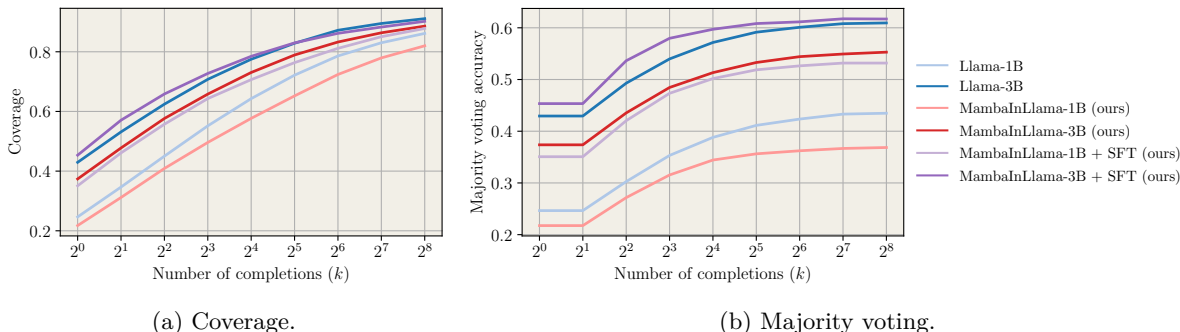 0.8
0.6
0.4
0.2
Coverage
2^0 2^1 2^2 2^3 2^4 2^5 2^6 2^7 2^8
Number of completions (k)
(a) Coverage.
0.6
0.5
0.4
0.3
0.2
Majority voting accuracy
2^0 2^1 2^2 2^3 2^4 2^5 2^6 2^7 2^8
Number of completions (k)
(b) Majority voting.
Llama-1B
Llama-3B
MambaInLlama-1B (ours)
MambaInLlama-3B (ours)
MambaInLlama-1B + SFT (ours)
MambaInLlama-3B + SFT (ours)